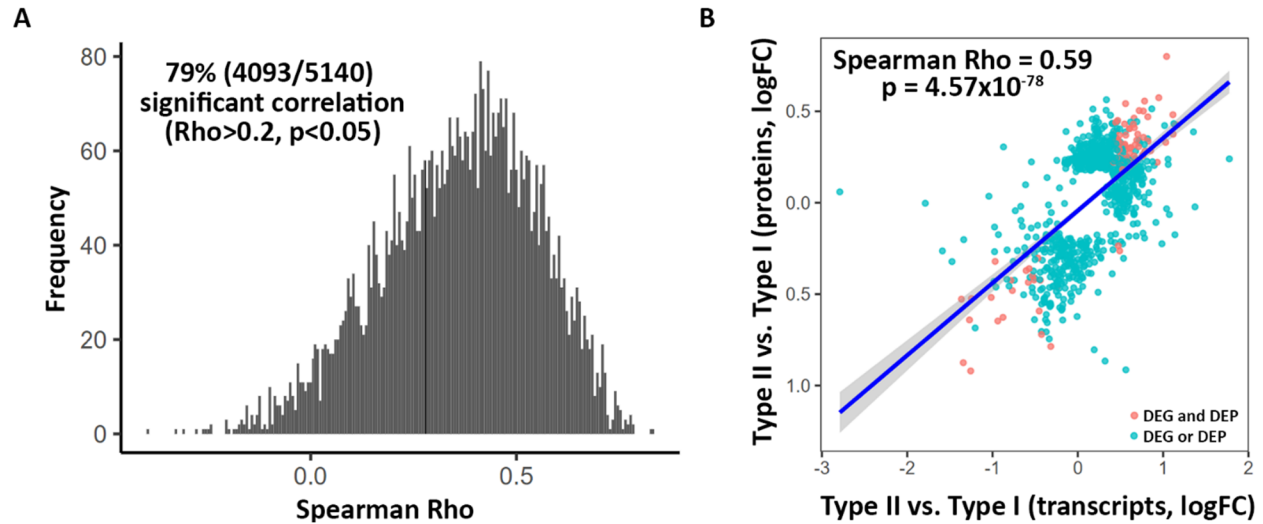 A
79% (4093/5140)
significant correlation
(Rho>0.2, p<0.05)
Frequency
80
60
40
20
0
0.0
0.5
Spearman Rho
B
Spearman Rho = 0.59
p = 4.57x10-78
Type II vs. Type I (proteins, logFC)
0.5
0.0
0.5
1.0
DEG and DEP
DEG or DEP
-3
-2
-1
0
1
2
Type II vs. Type I (transcripts, logFC)